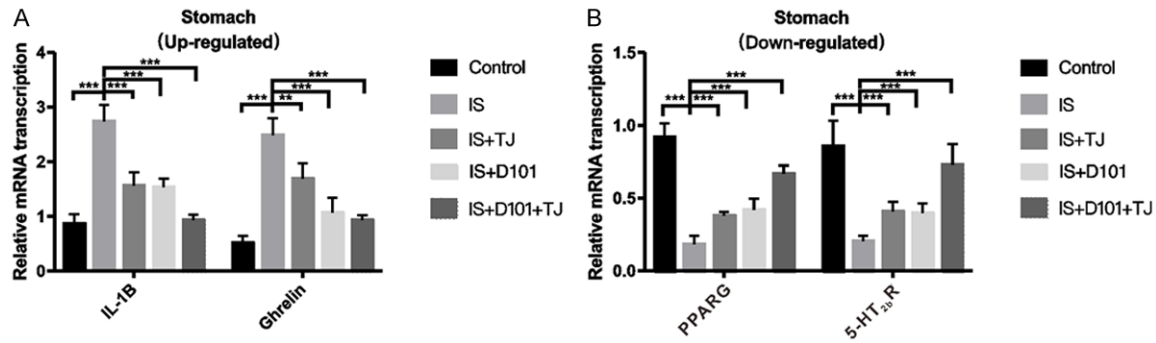 A
Stomach
(Up-regulated)
Relative mRNA transcription
4
3
2
1
0
***
***
***
***
***
**
***
***
IL-1B
Ghrelin
Control
IS
IS+TJ
IS+D101
IS+D101+TJ
B
Stomach
(Down-regulated)
Relative mRNA transcription
1.5
1.0
0.5
0.0
***
***
***
***
***
***
***
***
PPARG
5-HT2bR
Control
IS
IS+TJ
IS+D101
IS+D101+TJ